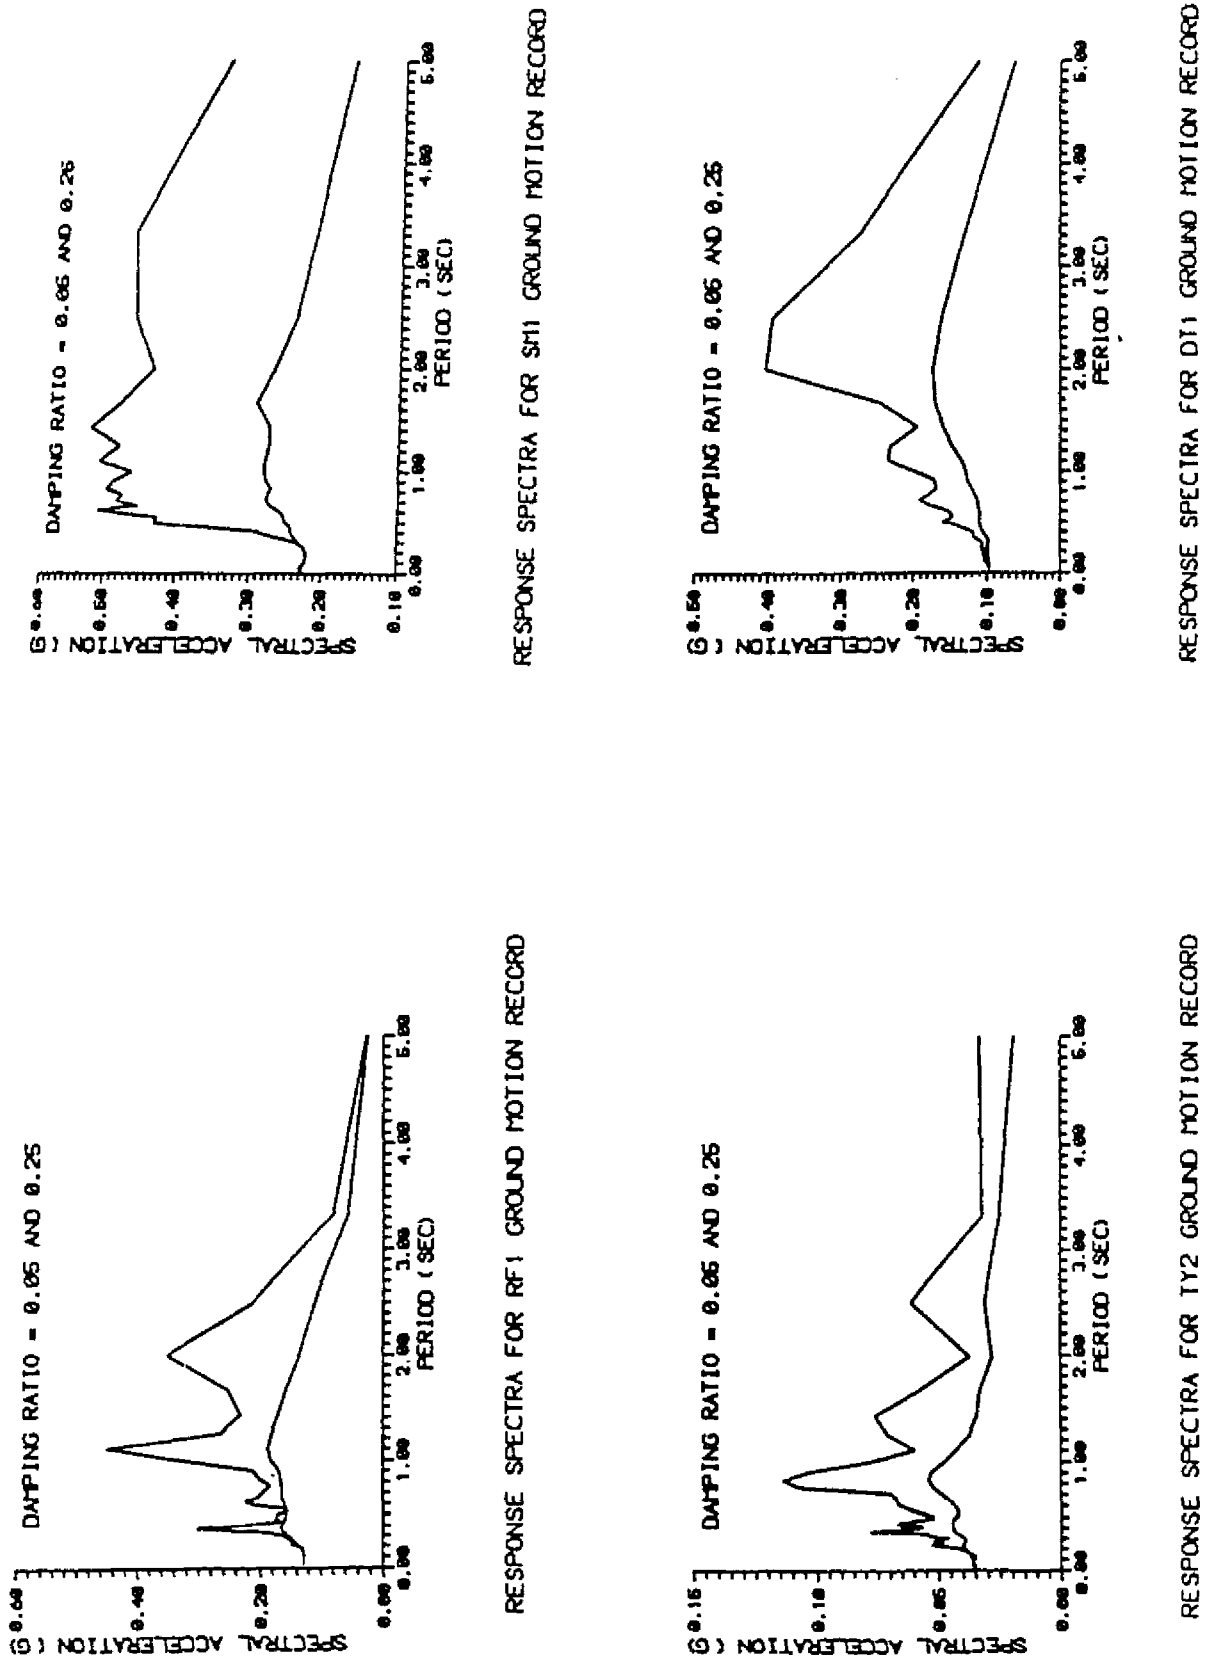 DAMPING RATIO = 0.05 AND 0.25
SPECTRAL ACCELERATION (G)
0.60
0.40
0.20
0.00
0.00 1.00 2.00 3.00 4.00 5.00
PERIOD (SEC)
RESPONSE SPECTRA FOR RF1 GROUND MOTION RECORD
DAMPING RATIO = 0.05 AND 0.25
SPECTRAL ACCELERATION (G)
0.60
0.50
0.40
0.30
0.20
0.10
0.00 1.00 2.00 3.00 4.00 5.00
PERIOD (SEC)
RESPONSE SPECTRA FOR SM1 GROUND MOTION RECORD
DAMPING RATIO = 0.05 AND 0.25
SPECTRAL ACCELERATION (G)
0.15
0.10
0.05
0.00
0.00 1.00 2.00 3.00 4.00 5.00
PERIOD (SEC)
RESPONSE SPECTRA FOR TY2 GROUND MOTION RECORD
DAMPING RATIO = 0.05 AND 0.25
SPECTRAL ACCELERATION (G)
0.50
0.40
0.30
0.20
0.10
0.00
0.00 1.00 2.00 3.00 4.00 5.00
PERIOD (SEC)
RESPONSE SPECTRA FOR DT1 GROUND MOTION RECORD